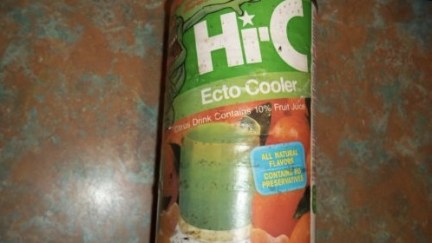 Hi-C
Ecto Cooler
Citrus Drink Contains 10% Fruit Juice
ALL NATURAL
FLAVORS
CONTAINS NO
PRESERVATIVES